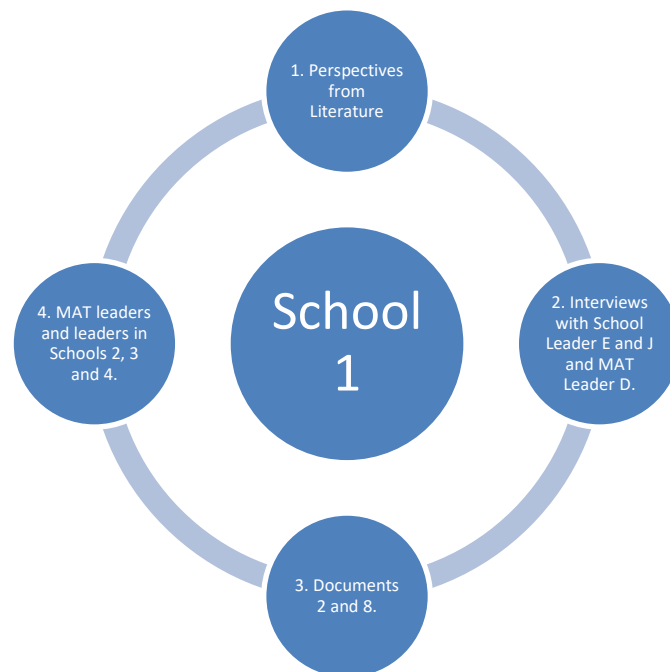 1. Perspectives
from
Literature
School
1
2. Interviews
with School
Leader E and J
and MAT
Leader D.
3. Documents
2 and 8.
4. MAT leaders
and leaders in
Schools 2, 3
and 4.